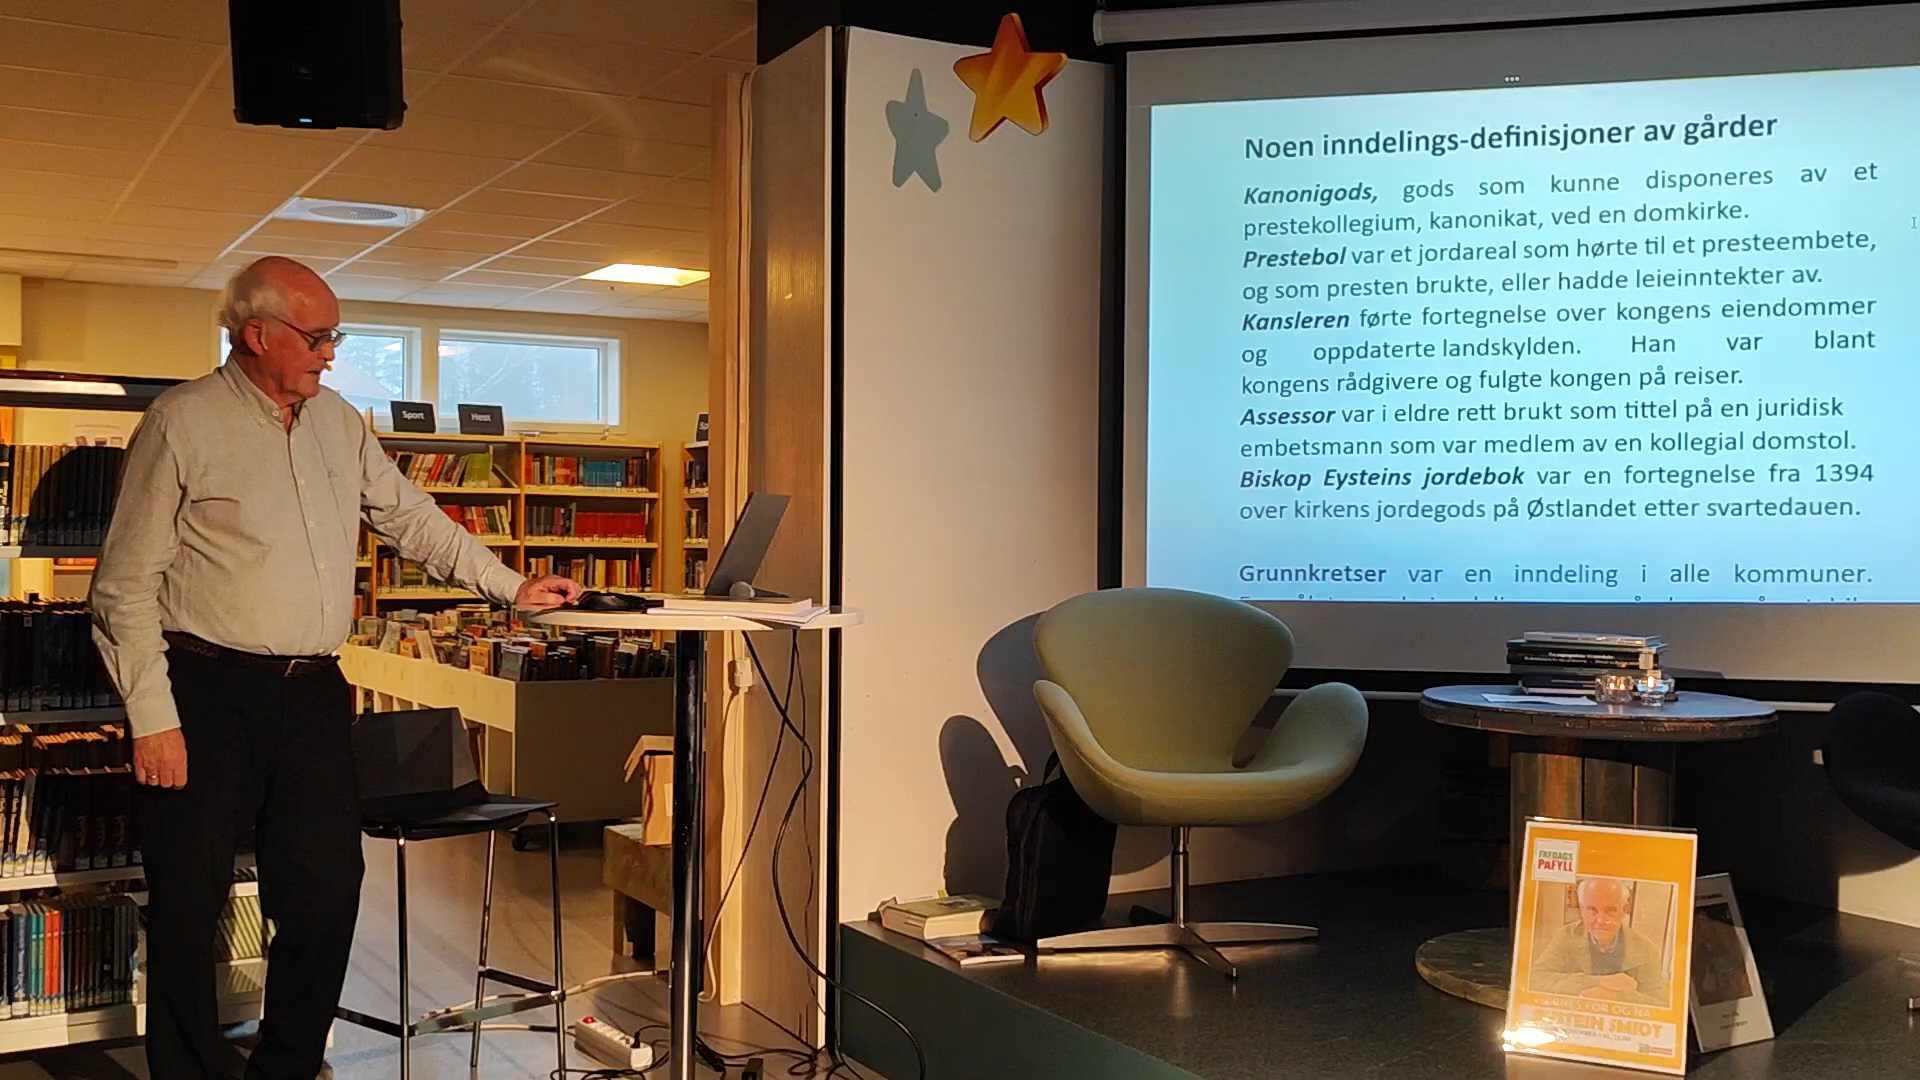 Noen inndelings-definisjoner av gårder
Kanonigods, gods som kunne disponeres av et
prestekollegium, kanonikat, ved en domkirke.
Prestebol var et jordareal som hørte til et presteembete,
og som presten brukte, eller hadde leieinntekter av.
Kansleren førte fortegnelse over kongens eiendommer
og oppdaterte landskylden. Han var blant
kongens rådgivere og fulgte kongen på reiser.
Assessor var i eldre rett brukt som tittel på en juridisk
embetsmann som var medlem av en kollegial domstol.
Biskop Eysteins jordebok var en fortegnelse fra 1394
over kirkens jordegods på Østlandet etter svartedauen.
Grunnkretser var en inndeling i alle kommuner.
Sport
Hest
Sp
FREDAGS
PÅFYLL
FØR OG NÅ
SMIDT